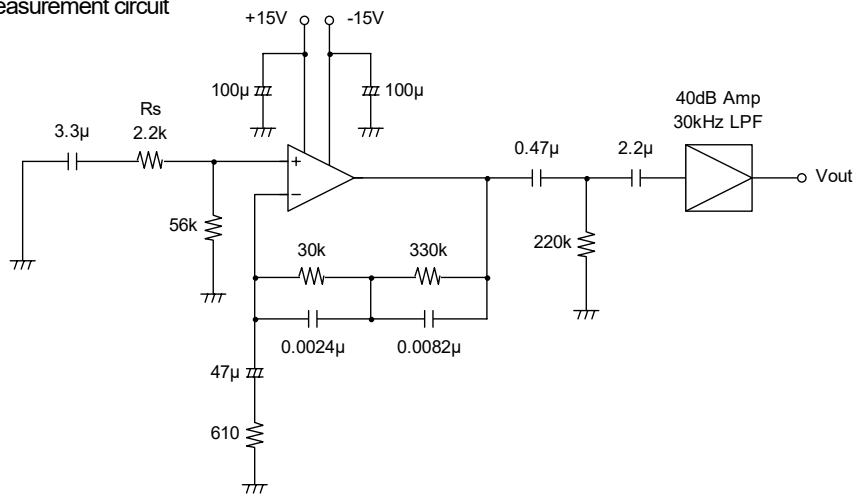 easurement circuit
+15V -15V
100µ 100µ
40dB Amp
30kHz LPF
Rs
3.3µ 2.2k
0.47µ 2.2µ
+
−
Vout
56k
30k 330k
220k
0.0024µ 0.0082µ
47µ
610